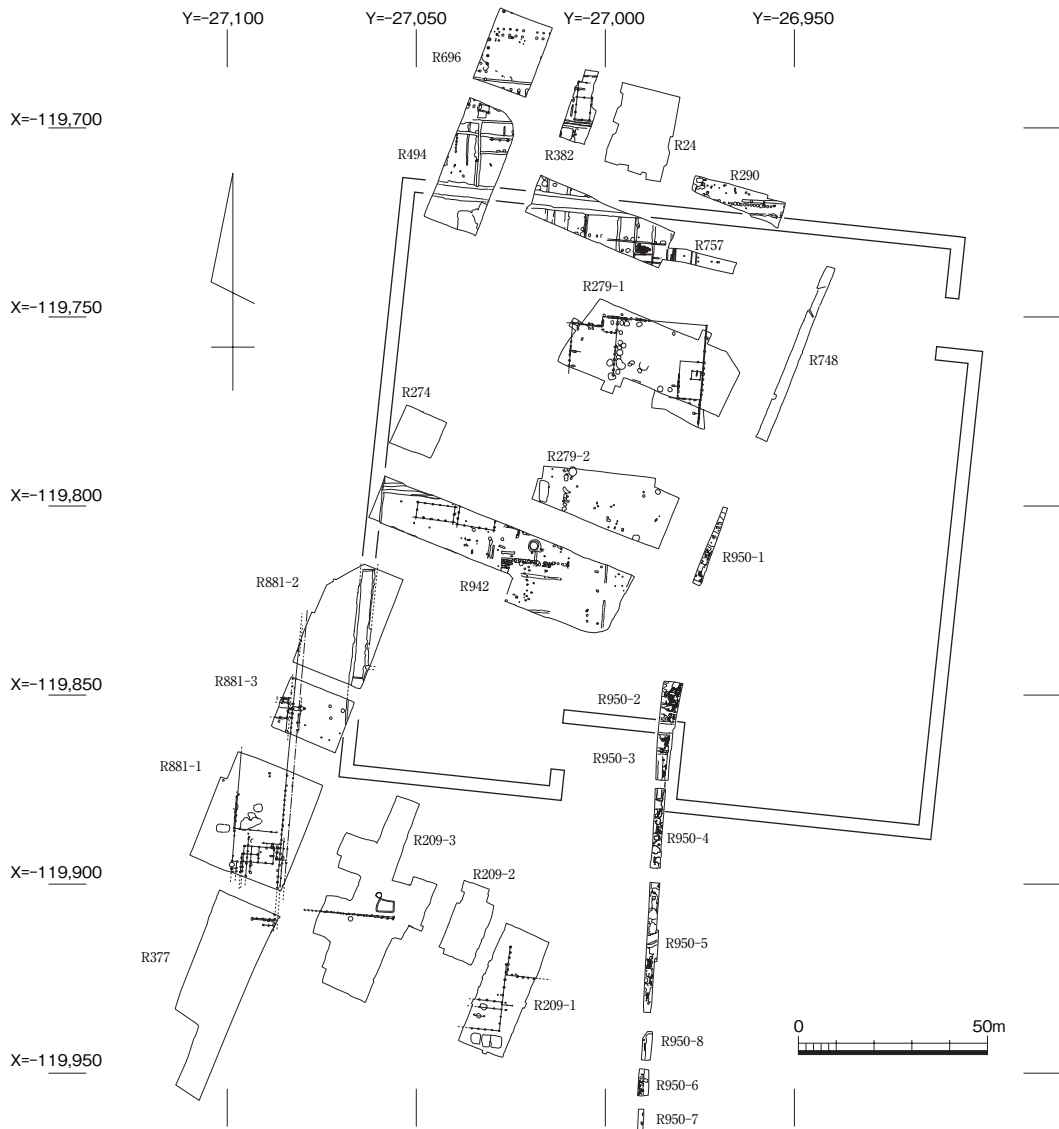 Y=−27,100
Y=−27,050
Y=−27,000
Y=−26,950
R696
X=−119,700
R24
R494
R382
R290
R757
X=−119,750
R279-1
R748
R274
R279-2
X=−119,800
R950-1
R881-2
R942
R881-3
X=−119,850
R950-2
R950-3
R881-1
R950-4
R209-3
R209-2
X=−119,900
R950-5
R377
R209-1
0
50m
R950-8
X=−119,950
R950-6
R950-7